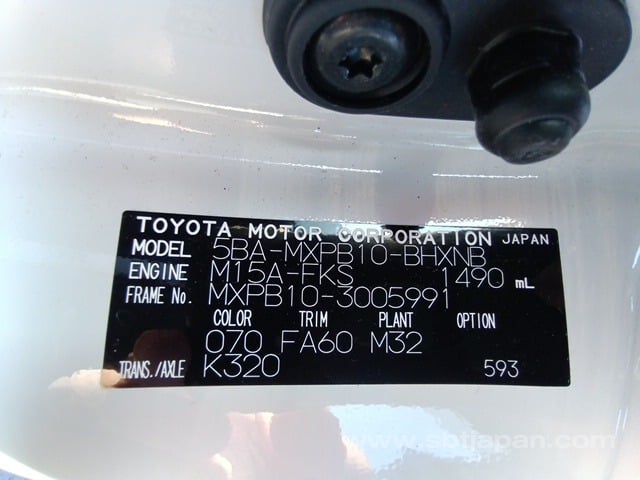 TOYOTA MOTOR CORPORATION JAPAN
MODEL 5BA-MXPB10-BHXNB
ENGINE M15A-FKS 1490 mL
FRAME No. MXPB10-3005991
COLOR TRIM PLANT OPTION
070 FA60 M32
TRANS./AXLE K320 593
www.sbtjapan.com